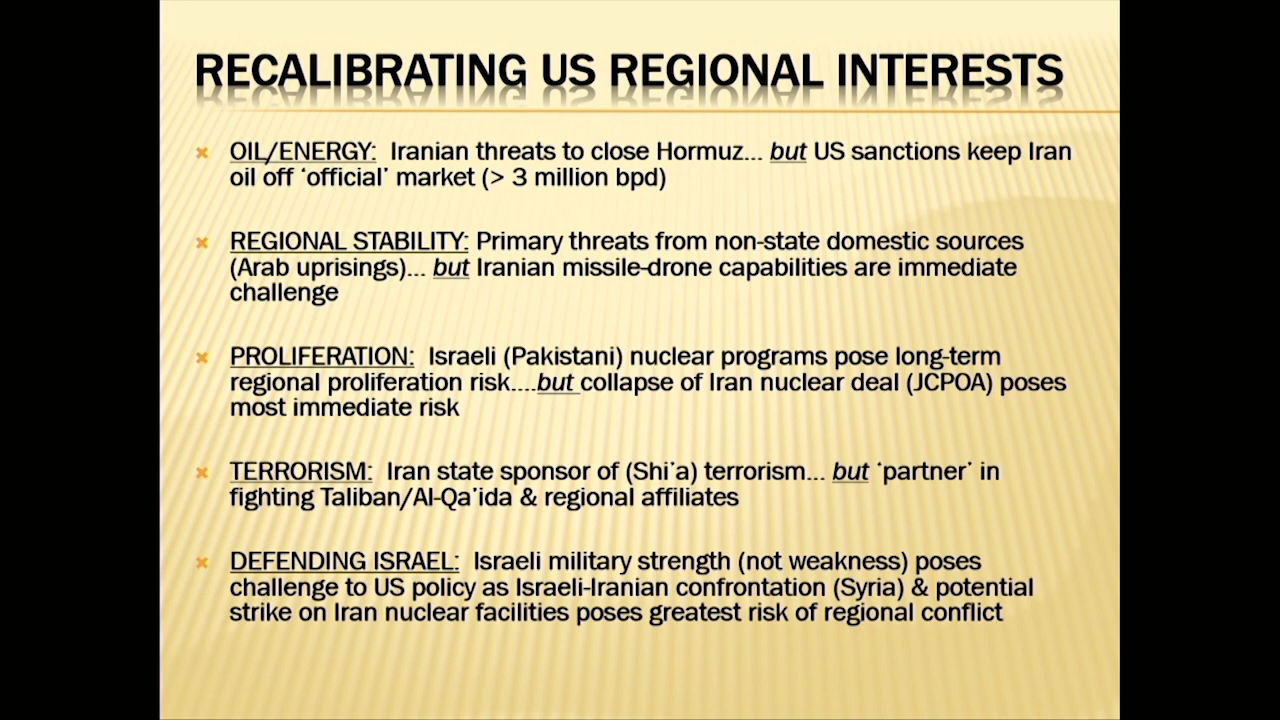 RECALIBRATING US REGIONAL INTERESTS
OIL/ENERGY: Iranian threats to close Hormuz... but US sanctions keep Iran
oil off ‘official’ market (> 3 million bpd)
REGIONAL STABILITY: Primary threats from non-state domestic sources
(Arab uprisings)... but Iranian missile-drone capabilities are immediate
challenge
PROLIFERATION: Israeli (Pakistani) nuclear programs pose long-term
regional proliferation risk....but collapse of Iran nuclear deal (JCPOA) poses
most immediate risk
TERRORISM: Iran state sponsor of (Shi’a) terrorism... but ‘partner’ in
fighting Taliban/Al-Qa’ida & regional affiliates
DEFENDING ISRAEL: Israeli military strength (not weakness) poses
challenge to US policy as Israeli-Iranian confrontation (Syria) & potential
strike on Iran nuclear facilities poses greatest risk of regional conflict